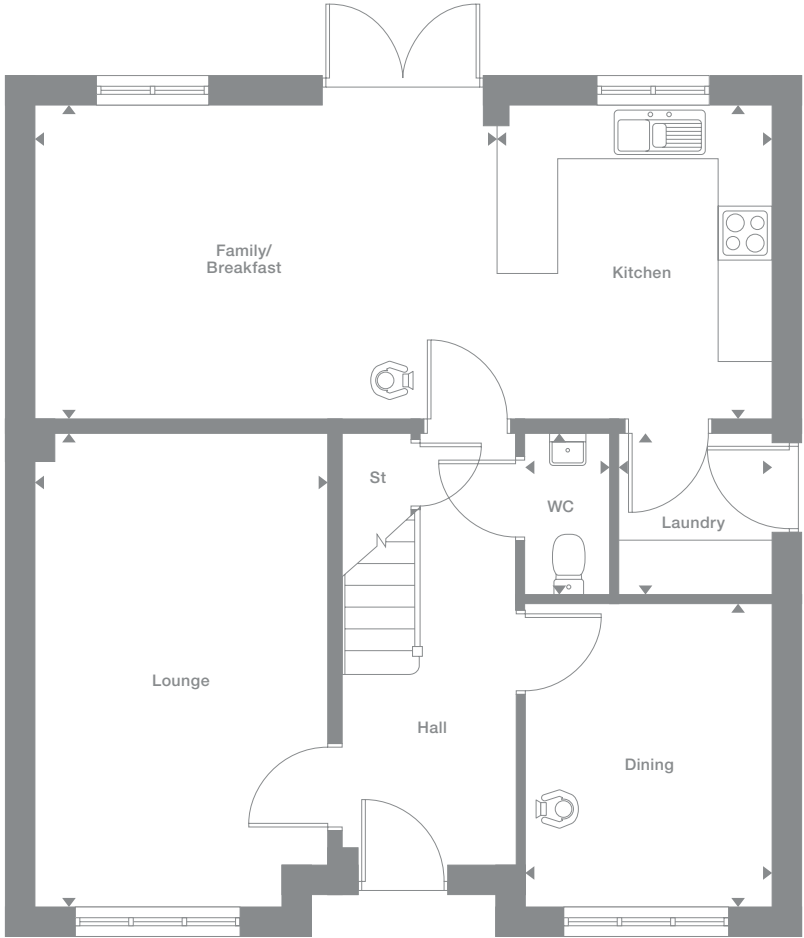 Family/
Breakfast
Kitchen
St
WC
Laundry
Lounge
Hall
Dining